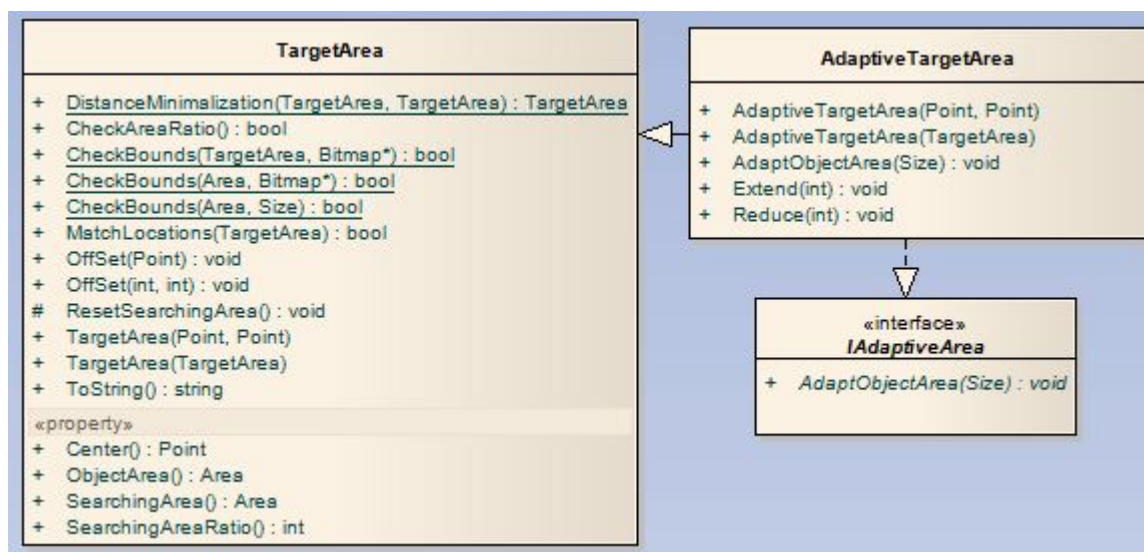 TargetArea
+ DistanceMinimalization(TargetArea, TargetArea) : TargetArea
+ CheckAreaRatio() : bool
+ CheckBounds(TargetArea, Bitmap*) : bool
+ CheckBounds(Area, Bitmap*) : bool
+ CheckBounds(Area, Size) : bool
+ MatchLocations(TargetArea) : bool
+ OffSet(Point) : void
+ OffSet(int, int) : void
# ResetSearchingArea() : void
+ TargetArea(Point, Point)
+ TargetArea(TargetArea)
+ ToString() : string
«property»
+ Center() : Point
+ ObjectArea() : Area
+ SearchingArea() : Area
+ SearchingAreaRatio() : int
AdaptiveTargetArea
+ AdaptiveTargetArea(Point, Point)
+ AdaptiveTargetArea(TargetArea)
+ AdaptObjectArea(Size) : void
+ Extend(int) : void
+ Reduce(int) : void
«interface»
IAdaptiveArea
+ AdaptObjectArea(Size) : void